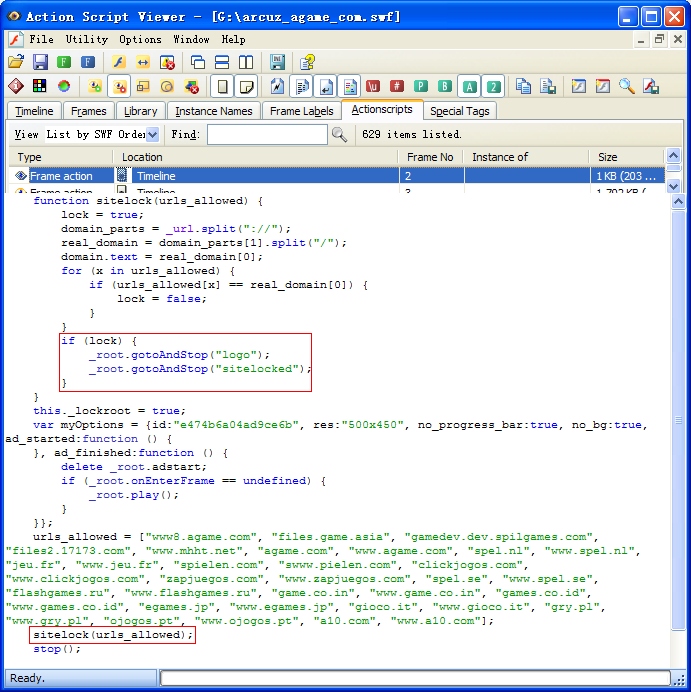 Action Script Viewer - [G:\arcuz_agame_com.swf]
File Utility Options Window Help
Timeline Frames Library Instance Names Frame Labels Actionscripts Special Tags
View List by SWF Order Find: 629 items listed.
Type Location Frame No Instance of Size
Frame action Timeline 2 1 KB (203 ...
Frame action Timeline 3 1,702 KB (
function sitelock(urls_allowed) {
lock = true;
domain_parts = _url.split("://");
real_domain = domain_parts[1].split("/");
domain.text = real_domain[0];
for (x in urls_allowed) {
if (urls_allowed[x] == real_domain[0]) {
lock = false;
}
}
if (lock) {
_root.gotoAndStop("logo");
_root.gotoAndStop("sitelocked");
}
}
this._lockroot = true;
var myOptions = {id:"e474b6a04ad9ce6b", res:"500x450", no_progress_bar:true, no_bg:true,
ad_started:function () {
}, ad_finished:function () {
delete _root.adstart;
if (_root.onEnterFrame == undefined) {
_root.play();
}
}};
urls_allowed = ["www8.agame.com", "files.game.asia", "gamedev.dev.spilgames.com",
"files2.17173.com", "www.mhht.net", "agame.com", "www.agame.com", "spel.nl", "www.spel.nl",
"jeu.fr", "www.jeu.fr", "spielen.com", "swww.pielen.com", "clickjogos.com",
"www.clickjogos.com", "zapjuegos.com", "www.zapjuegos.com", "spel.se", "www.spel.se",
"flashgames.ru", "www.flashgames.ru", "game.co.in", "www.game.co.in", "games.co.id",
"www.games.co.id", "egames.jp", "www.egames.jp", "gioco.it", "www.gioco.it", "gry.pl",
"www.gry.pl", "ojogos.pt", "www.ojogos.pt", "a10.com", "www.a10.com"];
sitelock(urls_allowed);
stop();
Ready.